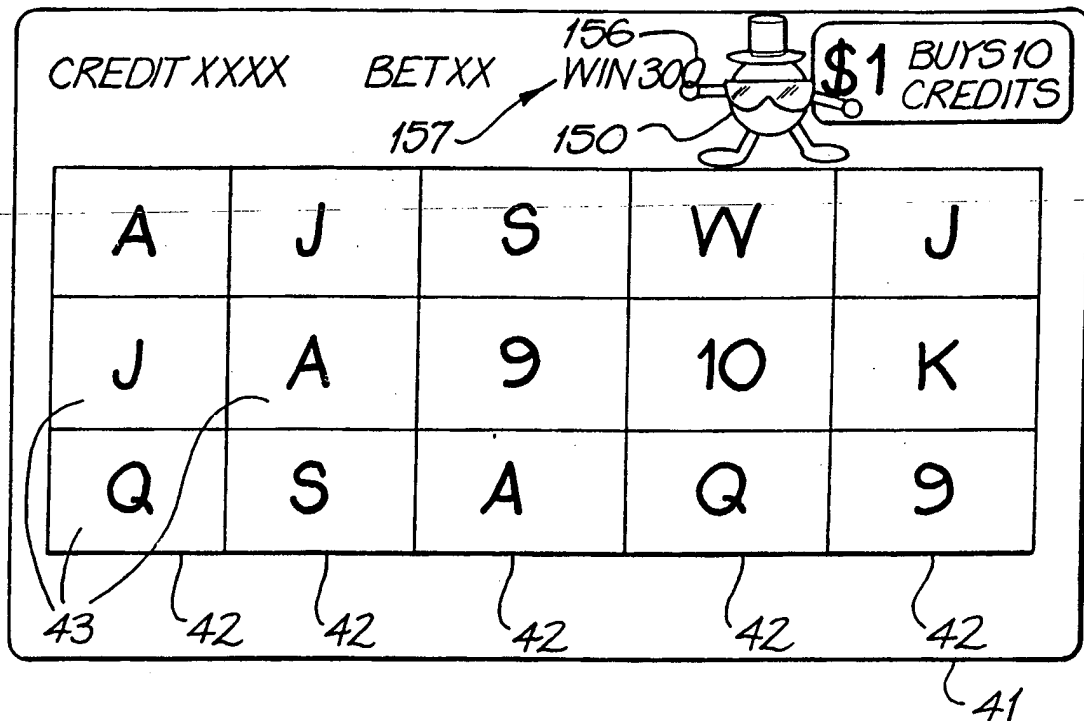 156
CREDIT XXXX BET XX WIN 300 $1 BUYS 10
CREDITS
157 150
A J S W J
J A 9 10 K
Q S A Q 9
43 42 42 42 42 42
41